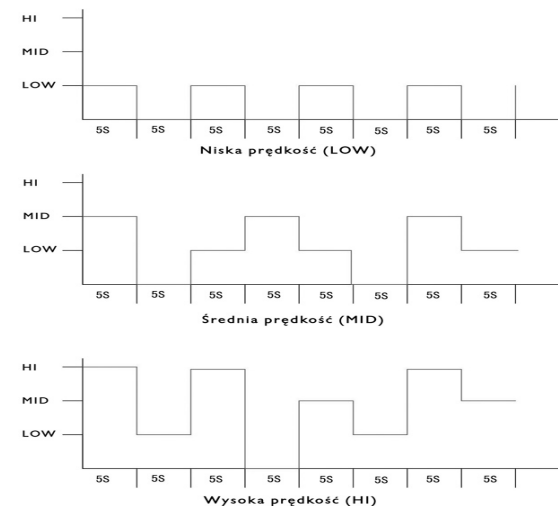 HI
MID
LOW
5S 5S 5S 5S 5S 5S 5S 5S
Niska prędkość (LOW)
HI
MID
LOW
5S 5S 5S 5S 5S 5S 5S 5S
Średnia prędkość (MID)
HI
MID
LOW
5S 5S 5S 5S 5S 5S 5S 5S
Wysoka prędkość (HI)